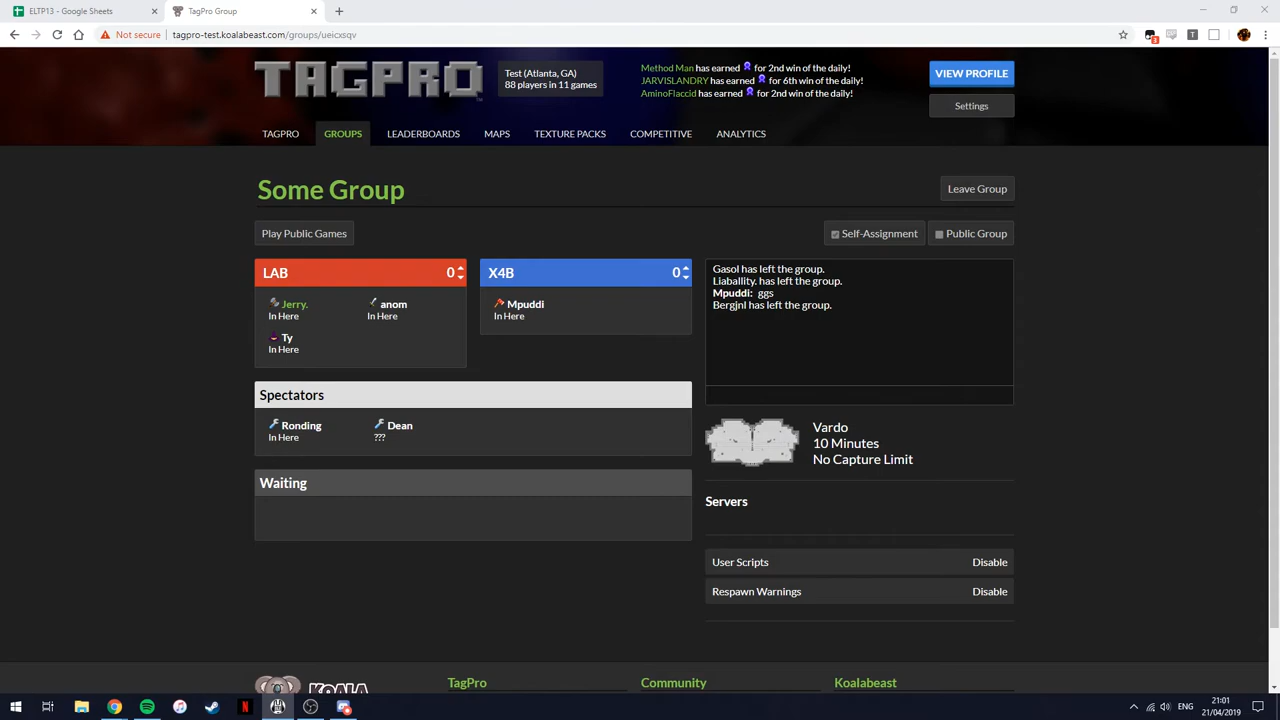 ELTP13 - Google Sheets
TagPro Group
Not secure
tagpro-test.koalabeast.com/groups/ueicxsqv
TAGPRO
Test (Atlanta, GA)
88 players in 11 games
Method Man has earned for 2nd win of the daily!
JARVISLANDRY has earned for 6th win of the daily!
AminoFlaccid has earned for 2nd win of the daily!
VIEW PROFILE
Settings
TAGPRO
GROUPS
LEADERBOARDS
MAPS
TEXTURE PACKS
COMPETITIVE
ANALYTICS
Some Group
Leave Group
Play Public Games
Self-Assignment
Public Group
LAB 0
Jerry.
In Here
anom
In Here
Ty
In Here
X4B 0
Mpuddi
In Here
Gasol has left the group.
Liaballity. has left the group.
Mpuddi: ggs
Bergjnl has left the group.
Spectators
Ronding
In Here
Dean
???
Waiting
Vardo
10 Minutes
No Capture Limit
Servers
User Scripts Disable
Respawn Warnings Disable
KOALA
TagPro
Community
Koalabeast
ENG
21:01
21/04/2019